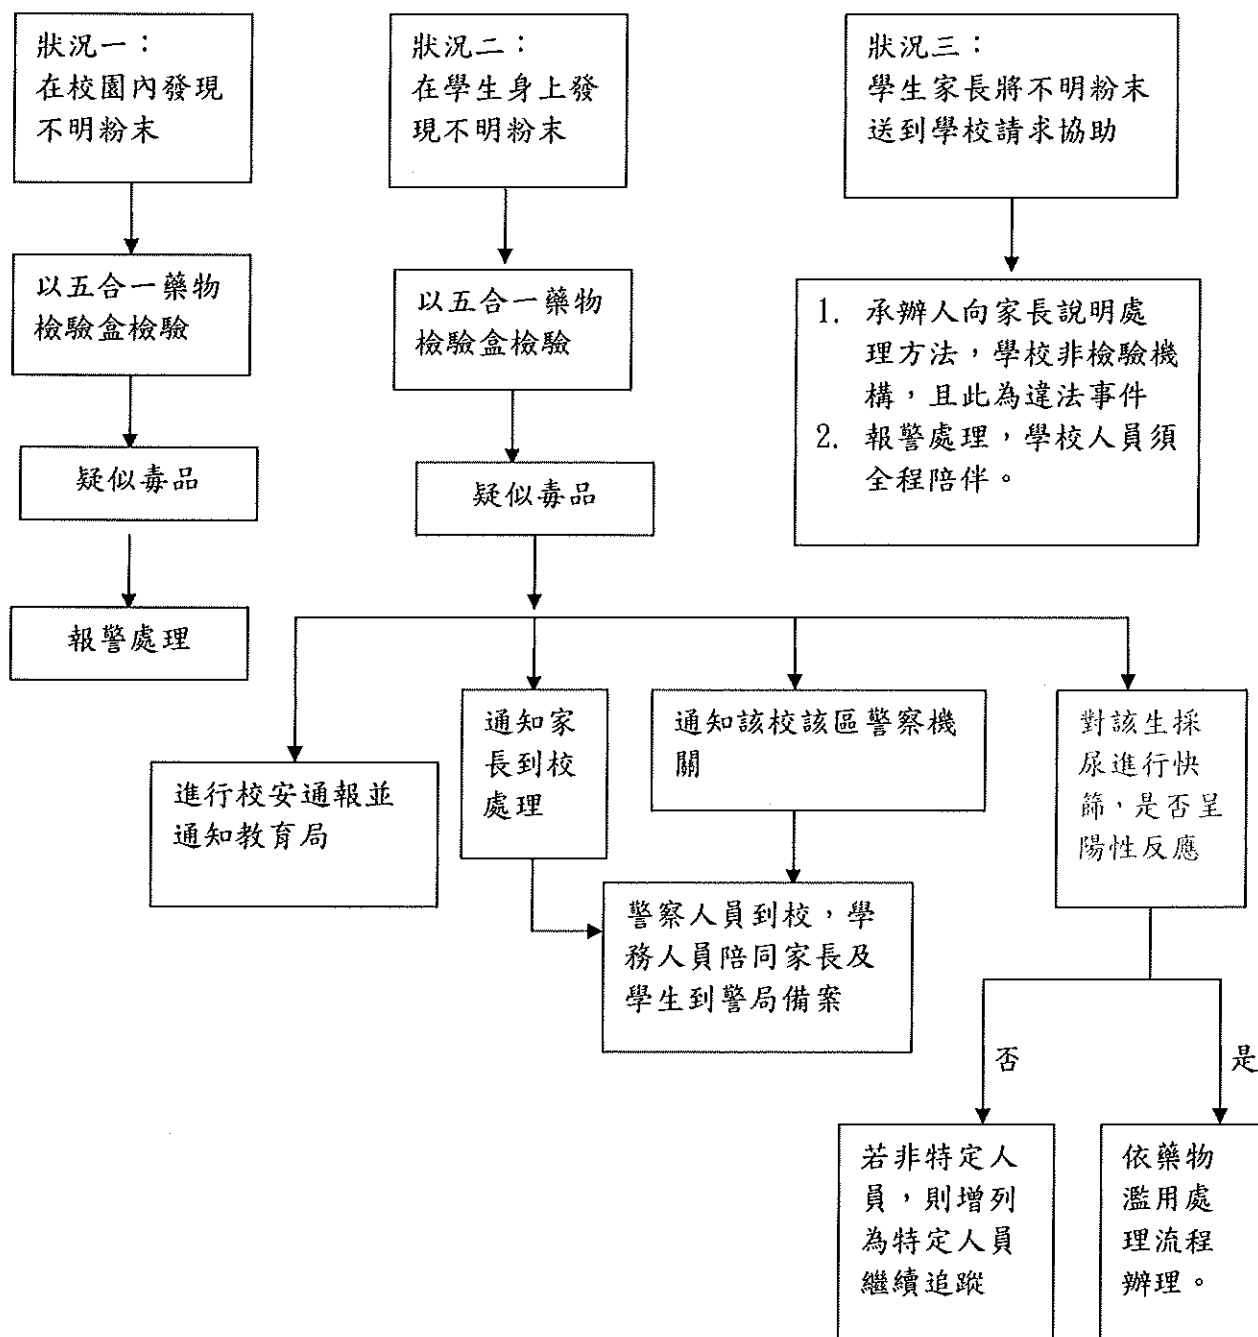 狀況一：
在校園內發現
不明粉末
狀況二：
在學生身上發
現不明粉末
狀況三：
學生家長將不明粉末
送到學校請求協助
以五合一藥物
檢驗盒檢驗
以五合一藥物
檢驗盒檢驗
1. 承辦人向家長說明處
理方法，學校非檢驗機
構，且此為違法事件
2. 報警處理，學校人員須
全程陪伴。
疑似毒品
疑似毒品
報警處理
進行校安通報並
通知教育局
通知家
長到校
處理
通知該校該區警察機
關
對該生採
尿進行快
篩，是否呈
陽性反應
警察人員到校，學
務人員陪同家長及
學生到警局備案
否
是
若非特定人
員，則增列
為特定人員
繼續追蹤
依藥物
濫用處
理流程
辦理。